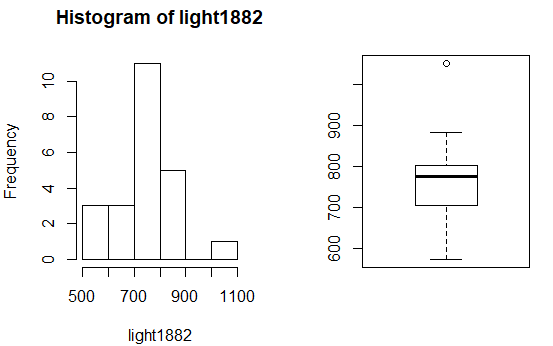 Histogram of light1882
Frequency
0 2 4 6 8 10
500 700 900 1100
light1882
600 700 800 900